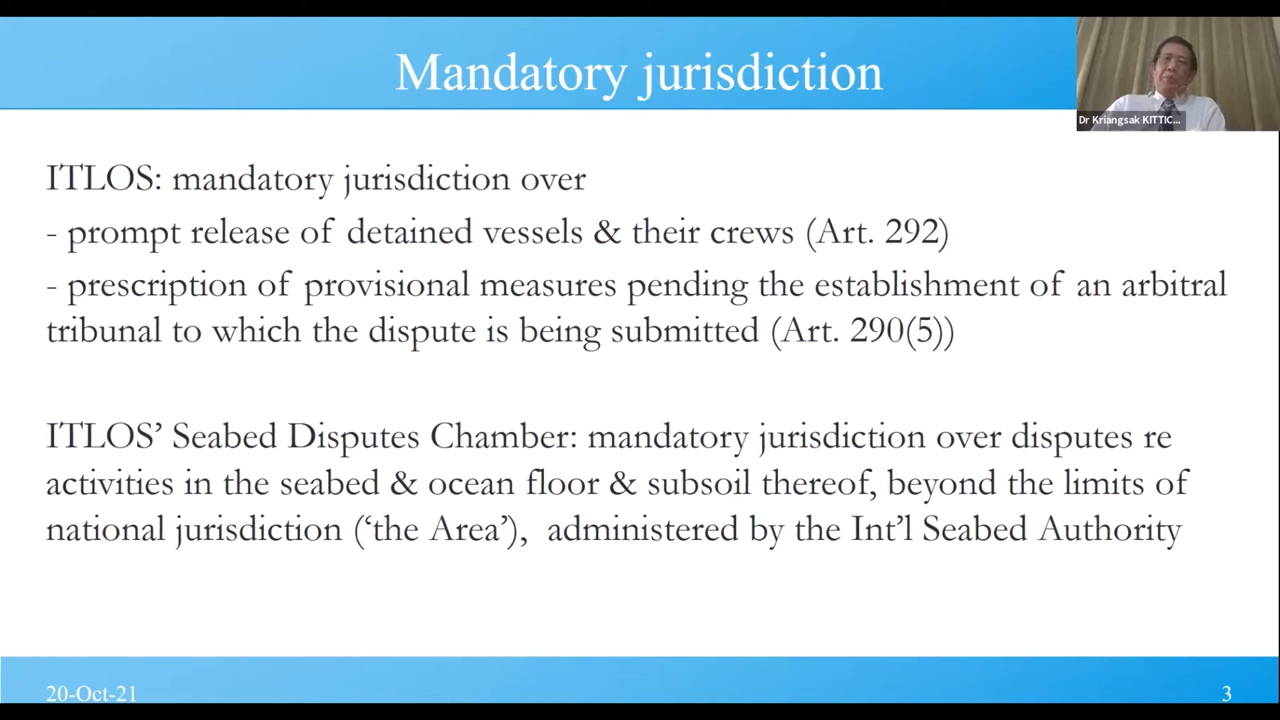 Mandatory jurisdiction
Dr Kriangsak KITTIC...
ITLOS: mandatory jurisdiction over
- prompt release of detained vessels & their crews (Art. 292)
- prescription of provisional measures pending the establishment of an arbitral
tribunal to which the dispute is being submitted (Art. 290(5))
ITLOS’ Seabed Disputes Chamber: mandatory jurisdiction over disputes re
activities in the seabed & ocean floor & subsoil thereof, beyond the limits of
national jurisdiction (‘the Area’), administered by the Int’l Seabed Authority
20-Oct-21
3